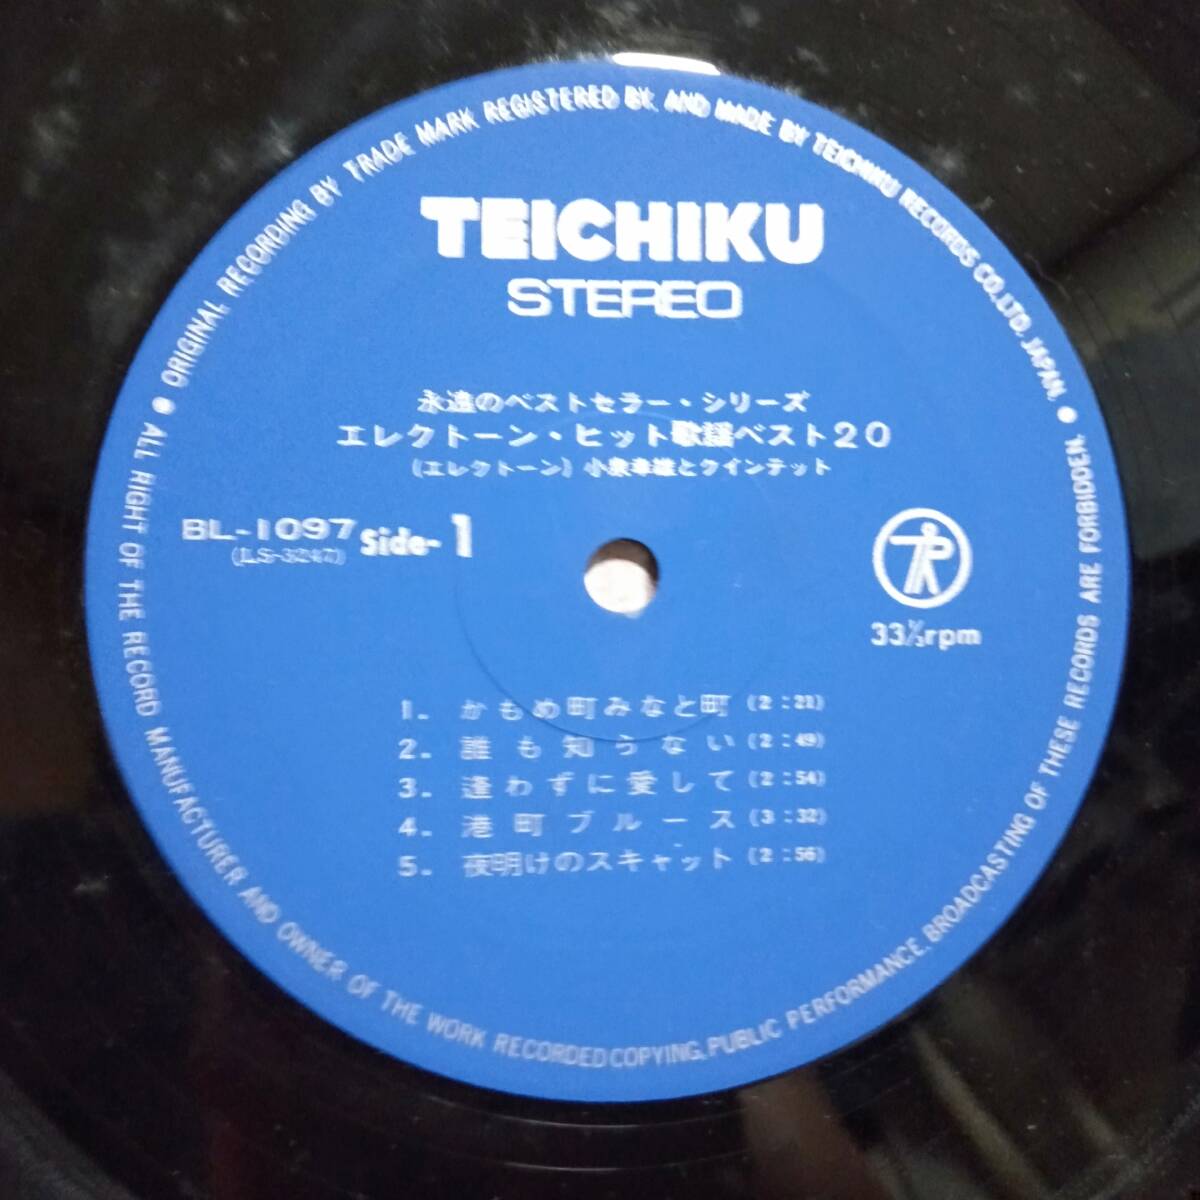 • ORIGINAL RECORDING BY TRADE MARK REGISTERED BY, AND MADE BY TEICHIKU RECORDS CO.,LTD. JAPAN. •
TEICHIKU
STEREO
永遠のベストセラー・シリーズ
エレクトーン・ヒット歌謡ベスト20
(エレクトーン) 小泉幸雄とクインテット
BL-1097
(LS-3247)
Side-1
TR
33⅓rpm
1. かもめ町みなと町 (2:21)
2. 誰も知らない (2:49)
3. 逢わずに愛して (2:54)
4. 港町ブルース (3:32)
5. 夜明けのスキャット (2:56)
ALL RIGHT OF THE RECORD MANUFACTURER AND OWNER OF THE WORK RECORDED COPYING, PUBLIC PERFORMANCE, BROADCASTING OF THESE RECORDS ARE FORBIDDEN.